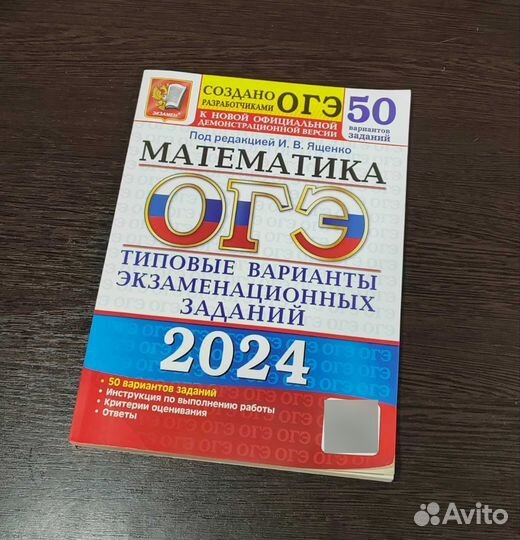 ЭКЗАМЕН
СОЗДАНО
РАЗРАБОТЧИКАМИ ОГЭ
К НОВОЙ ОФИЦИАЛЬНОЙ
ДЕМОНСТРАЦИОННОЙ ВЕРСИИ
50
вариантов
заданий
Под редакцией И. В. Ященко
МАТЕМАТИКА
ОГЭ
ТИПОВЫЕ ВАРИАНТЫ
ЭКЗАМЕНАЦИОННЫХ
ЗАДАНИЙ
2024
• 50 вариантов заданий
• Инструкция по выполнению работы
• Критерии оценивания
• Ответы
Avito